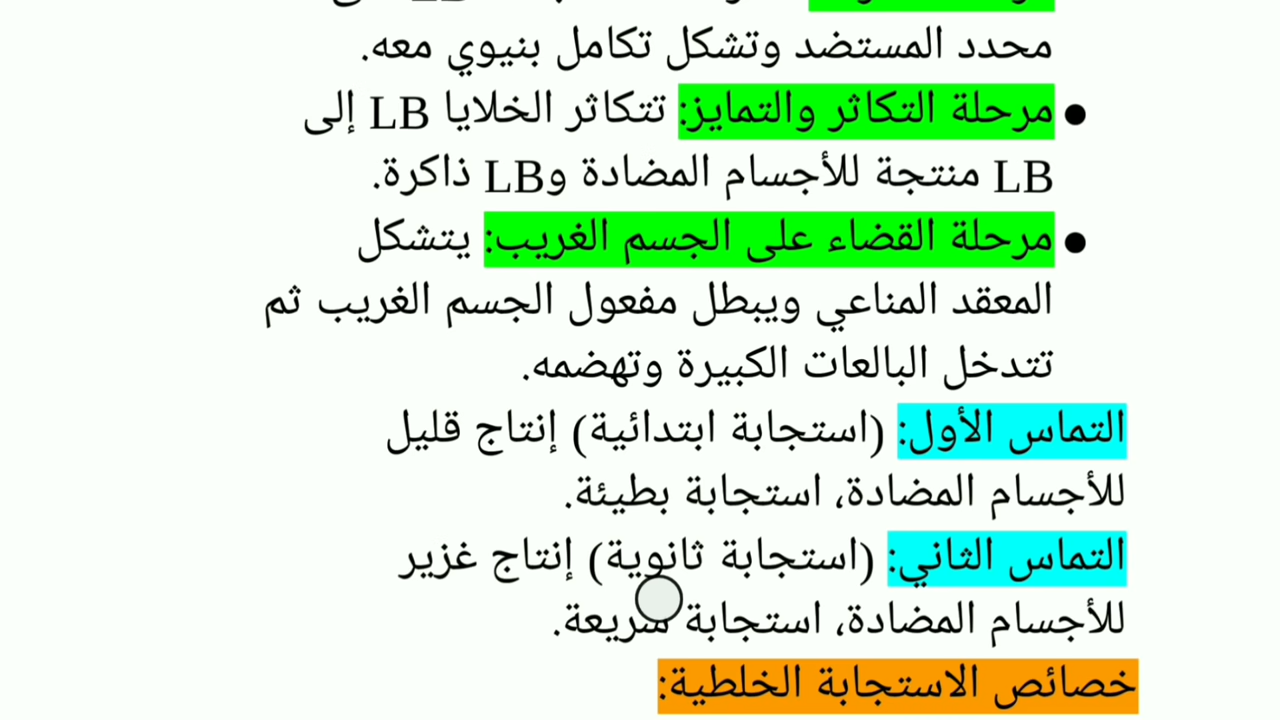 محدد المستضد وتشكل تكامل بنيوي معه.
● مرحلة التكاثر والتمايز: تتكاثر الخلايا LB إلى
LB منتجة للأجسام المضادة وLB ذاكرة.
● مرحلة القضاء على الجسم الغريب: يتشكل
المعقد المناعي ويبطل مفعول الجسم الغريب ثم
تتدخل البالعات الكبيرة وتهضمه.
التماس الأول: (استجابة ابتدائية) إنتاج قليل
للأجسام المضادة، استجابة بطيئة.
التماس الثاني: (استجابة ثانوية) إنتاج غزير
للأجسام المضادة، استجابة سريعة.
خصائص الاستجابة الخلطية: